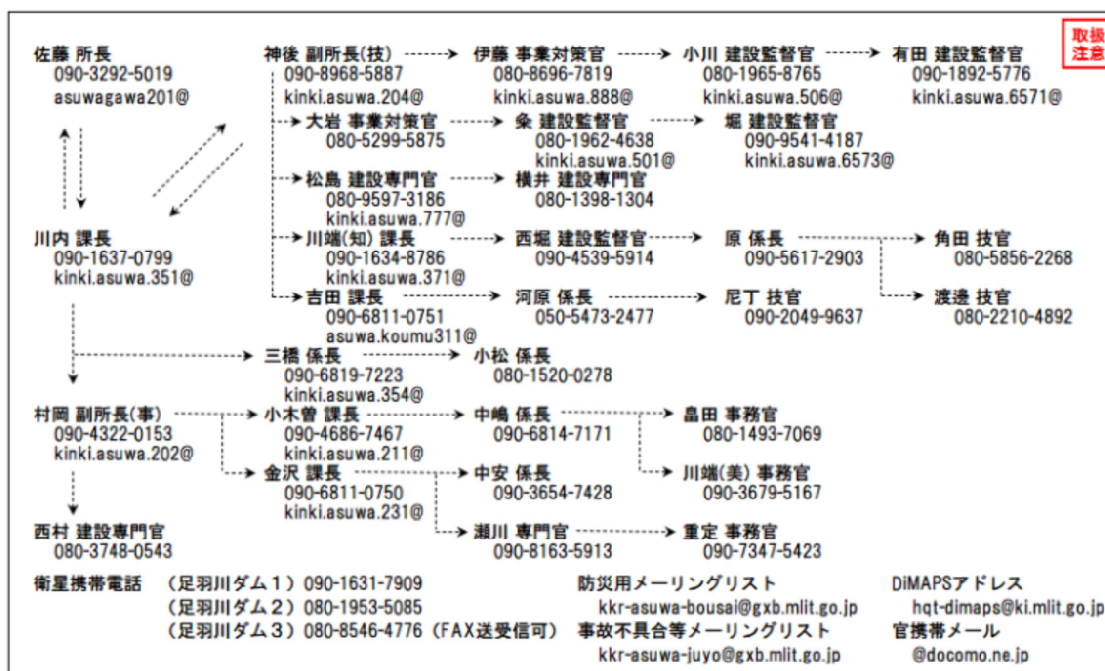 取扱
注意
佐藤 所長
090-3292-5019
asuwagawa201@
神後 副所長(技)
090-8968-5887
kinki.asuwa.204@
伊藤 事業対策官
080-8696-7819
kinki.asuwa.888@
小川 建設監督官
080-1965-8765
kinki.asuwa.506@
有田 建設監督官
090-1892-5776
kinki.asuwa.6571@
大岩 事業対策官
080-5299-5875
粂 建設監督官
080-1962-4638
kinki.asuwa.501@
堀 建設監督官
090-9541-4187
kinki.asuwa.6573@
松島 建設専門官
080-9597-3186
kinki.asuwa.777@
横井 建設専門官
080-1398-1304
川内 課長
090-1637-0799
kinki.asuwa.351@
川端(知) 課長
090-1634-8786
kinki.asuwa.371@
西堀 建設監督官
090-4539-5914
原 係長
090-5617-2903
角田 技官
080-5856-2268
吉田 課長
090-6811-0751
asuwa.koumu311@
河原 係長
050-5473-2477
尼丁 技官
090-2049-9637
渡邊 技官
080-2210-4892
三橋 係長
090-6819-7223
kinki.asuwa.354@
小松 係長
080-1520-0278
村岡 副所長(事)
090-4322-0153
kinki.asuwa.202@
小木曽 課長
090-4686-7467
kinki.asuwa.211@
中嶋 係長
090-6814-7171
畠田 事務官
080-1493-7069
金沢 課長
090-6811-0750
kinki.asuwa.231@
中安 係長
090-3654-7428
川端(美) 事務官
090-3679-5167
西村 建設専門官
080-3748-0543
瀬川 専門官
090-8163-5913
重定 事務官
090-7347-5423
衛星携帯電話 (足羽川ダム1) 090-1631-7909
(足羽川ダム2) 080-1953-5085
(足羽川ダム3) 080-8546-4776 (FAX送受信可)
防災用メーリングリスト
kkr-asuwa-bousai@gxb.mlit.go.jp
事故不具合等メーリングリスト
kkr-asuwa-juyo@gxb.mlit.go.jp
DiMAPSアドレス
hqt-dimaps@ki.mlit.go.jp
官携帯メール
@docomo.ne.jp